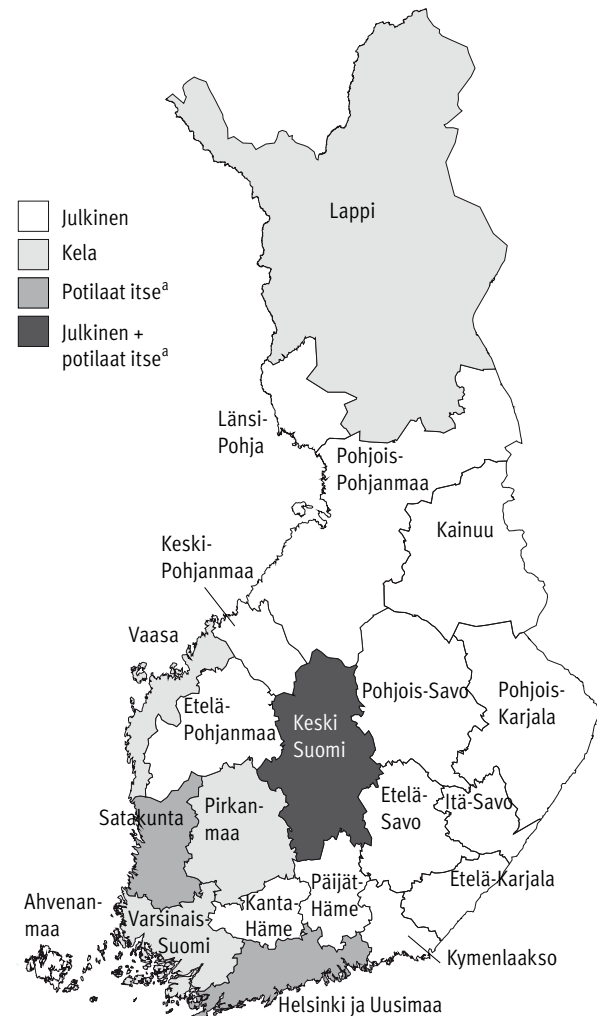 Julkinen
Kela
Potilaat itseᵃ
Julkinen +
potilaat itseᵃ
Lappi
Länsi-
Pohja
Pohjois-
Pohjanmaa
Kainuu
Keski-
Pohjanmaa
Vaasa
Etelä-
Pohjanmaa
Keski
Suomi
Pohjois-Savo
Pohjois-
Karjala
Satakunta
Pirkan-
maa
Etelä-
Savo
Itä-Savo
Etelä-Karjala
Ahvenan-
maa
Varsinais-
Suomi
Kanta-
Häme
Päijät-
Häme
Kymenlaakso
Helsinki ja Uusimaa